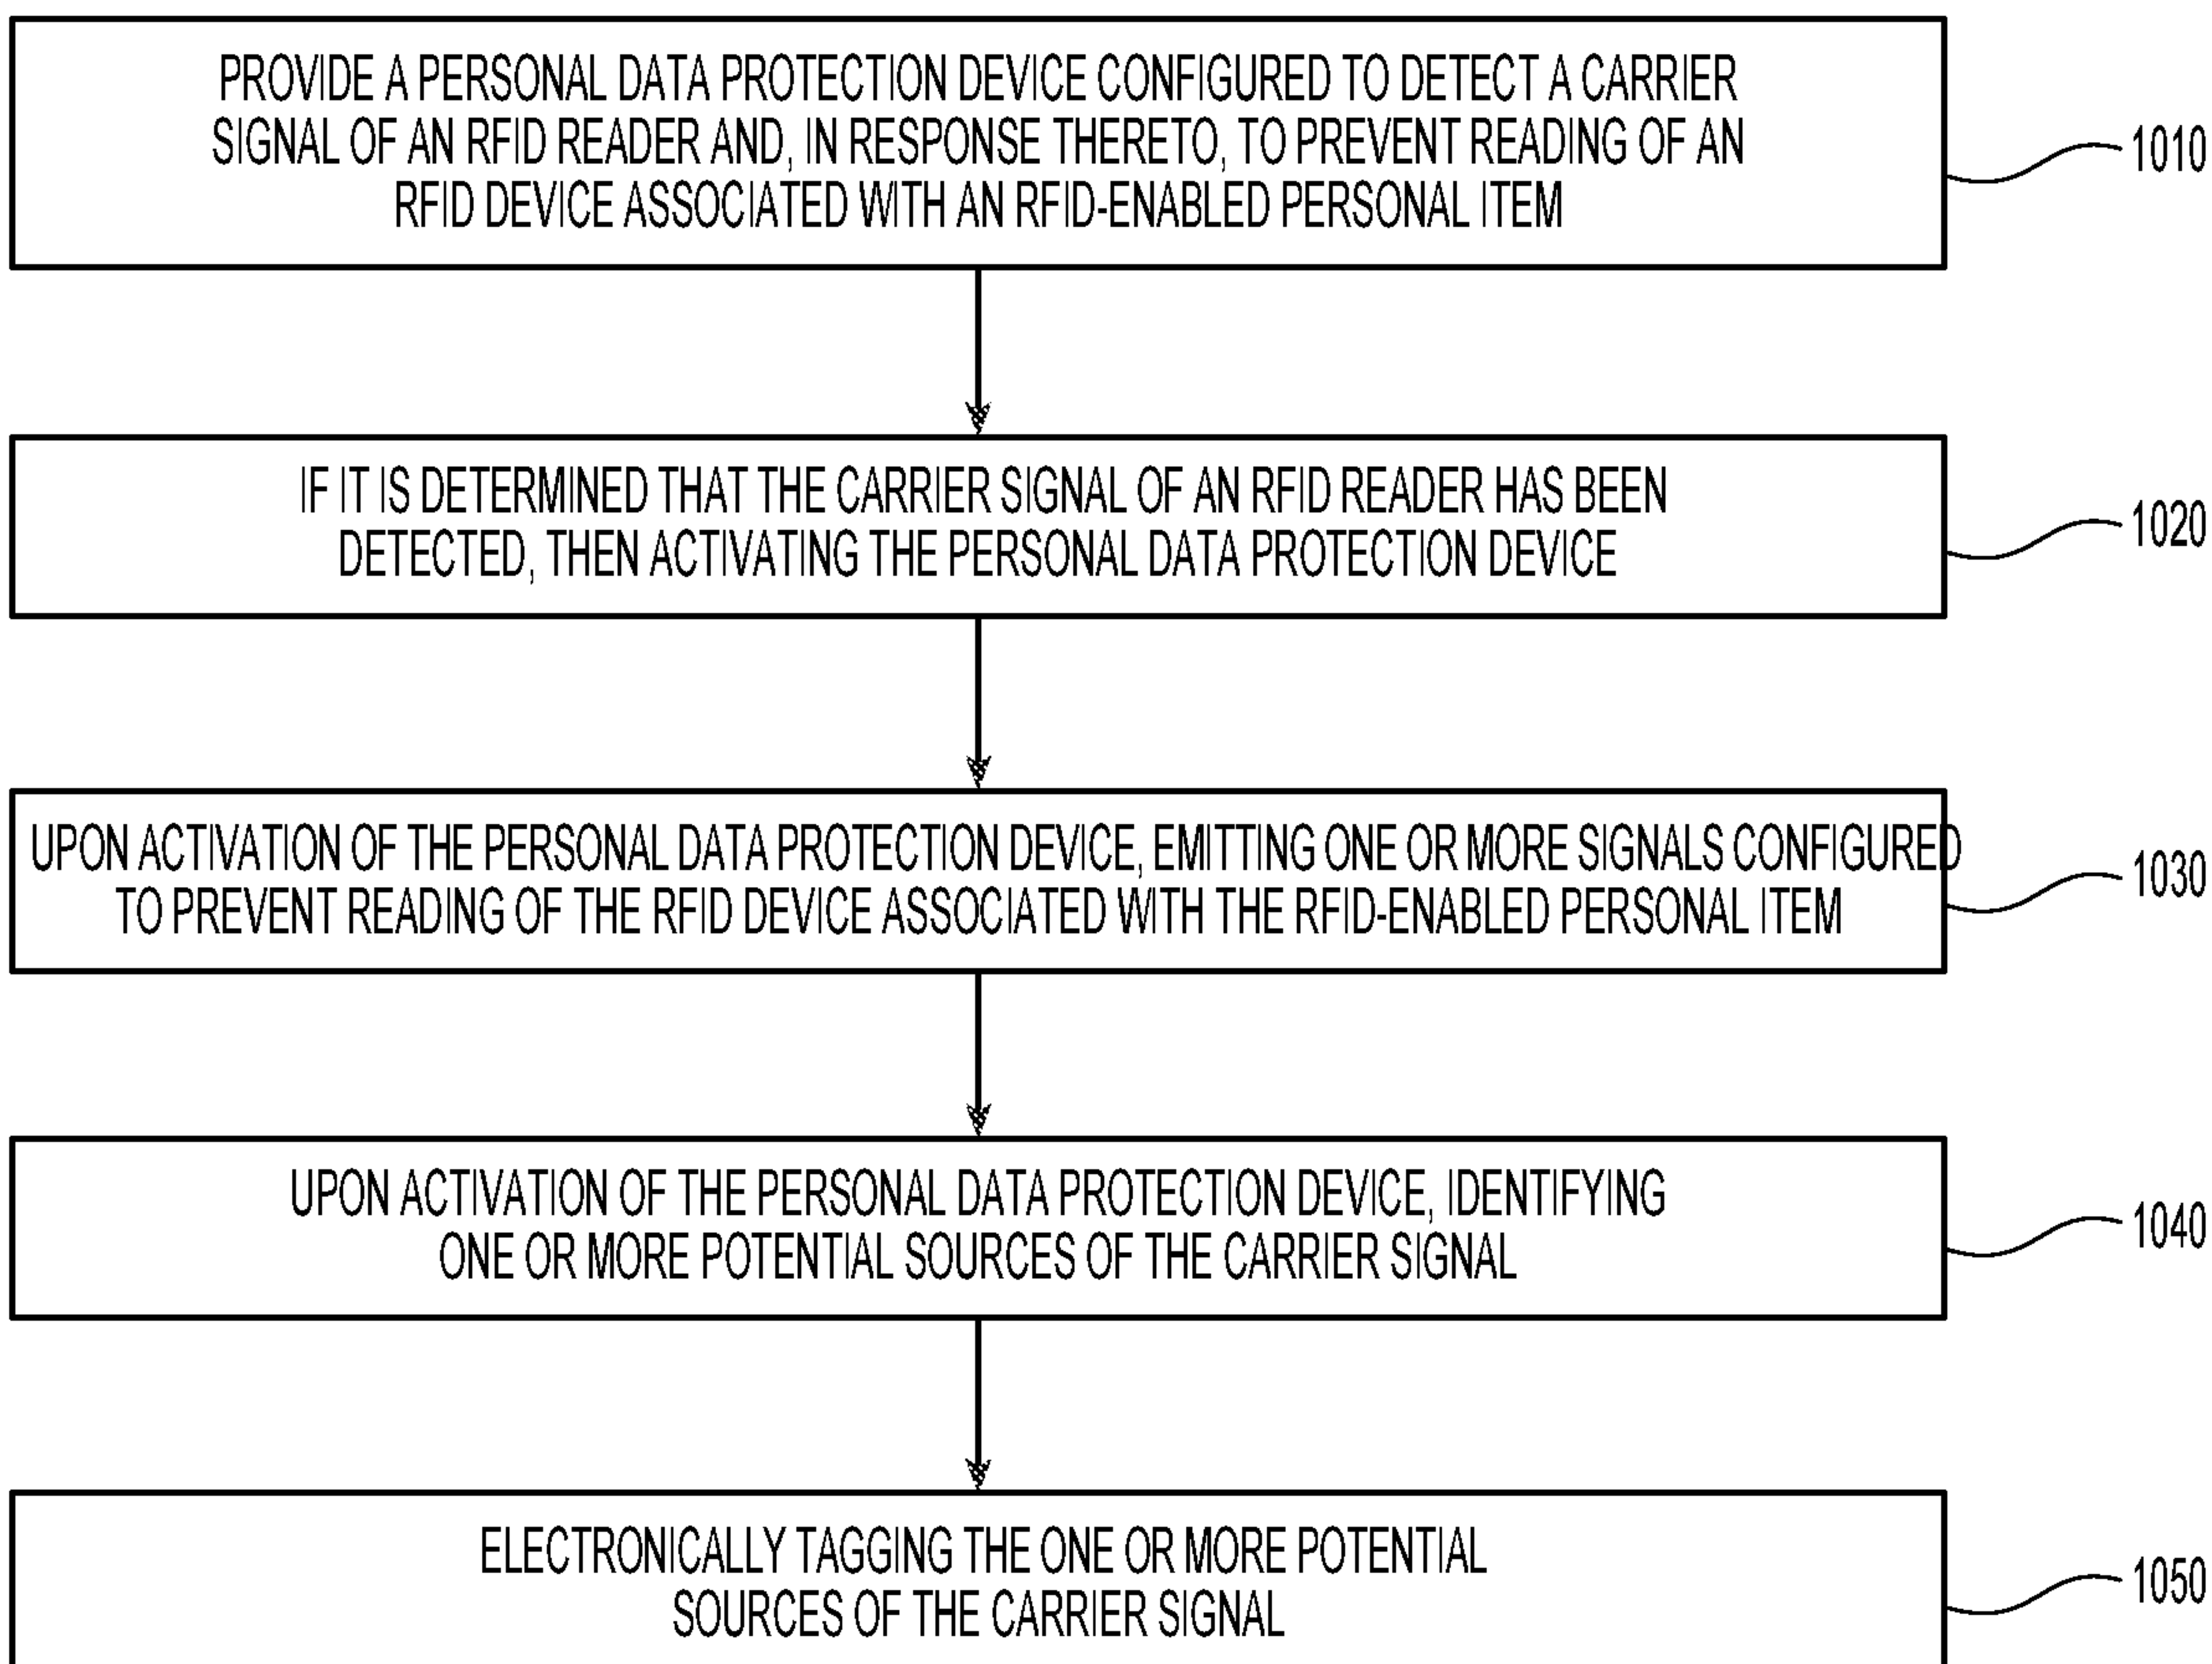 PROVIDE A PERSONAL DATA PROTECTION DEVICE CONFIGURED TO DETECT A CARRIER
SIGNAL OF AN RFID READER AND, IN RESPONSE THERETO, TO PREVENT READING OF AN
RFID DEVICE ASSOCIATED WITH AN RFID-ENABLED PERSONAL ITEM
1010
IF IT IS DETERMINED THAT THE CARRIER SIGNAL OF AN RFID READER HAS BEEN
DETECTED, THEN ACTIVATING THE PERSONAL DATA PROTECTION DEVICE
1020
UPON ACTIVATION OF THE PERSONAL DATA PROTECTION DEVICE, EMITTING ONE OR MORE SIGNALS CONFIGURED
TO PREVENT READING OF THE RFID DEVICE ASSOCIATED WITH THE RFID-ENABLED PERSONAL ITEM
1030
UPON ACTIVATION OF THE PERSONAL DATA PROTECTION DEVICE, IDENTIFYING
ONE OR MORE POTENTIAL SOURCES OF THE CARRIER SIGNAL
1040
ELECTRONICALLY TAGGING THE ONE OR MORE POTENTIAL
SOURCES OF THE CARRIER SIGNAL
1050